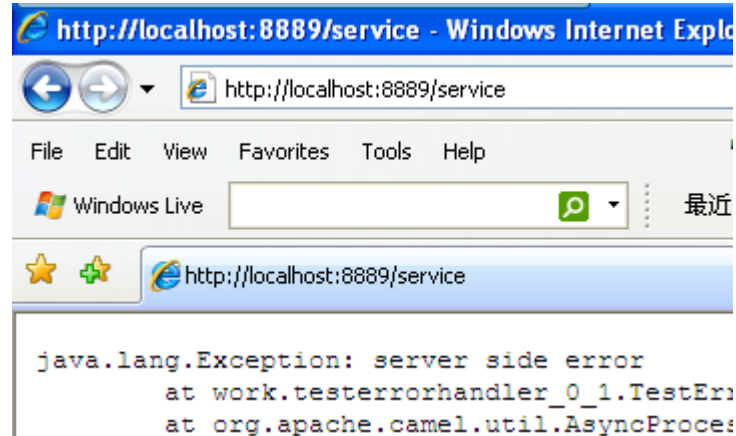 http://localhost:8889/service - Windows Internet Explo
http://localhost:8889/service
File Edit View Favorites Tools Help
Windows Live 最近
http://localhost:8889/service
java.lang.Exception: server side error
at work.testerrorhandler_0_1.TestErr
at org.apache.camel.util.AsyncProces